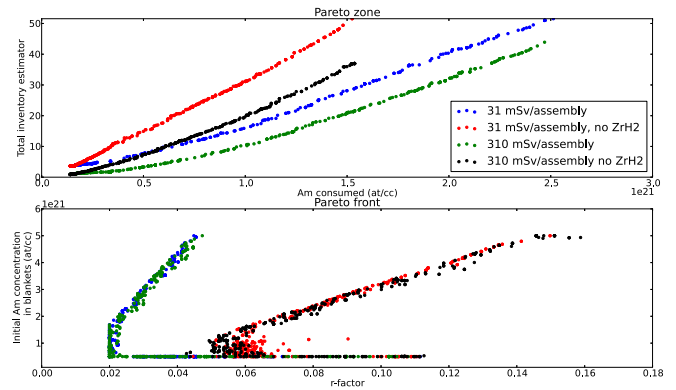 Pareto zone
Total inventory estimator
60
50
40
30
20
10
0
31 mSv/assembly
31 mSv/assembly, no ZrH2
310 mSv/assembly
310 mSv/assembly no ZrH2
0.0 0.5 1.0 1.5 2.0 2.5 3.0
Am consumed (at/cc)
1e21
Pareto front
1e21
Initial Am concentration
in blankets (at/cc)
6
5
4
3
2
1
0.00 0.02 0.04 0.06 0.08 0.10 0.12 0.14 0.16 0.18
r-factor